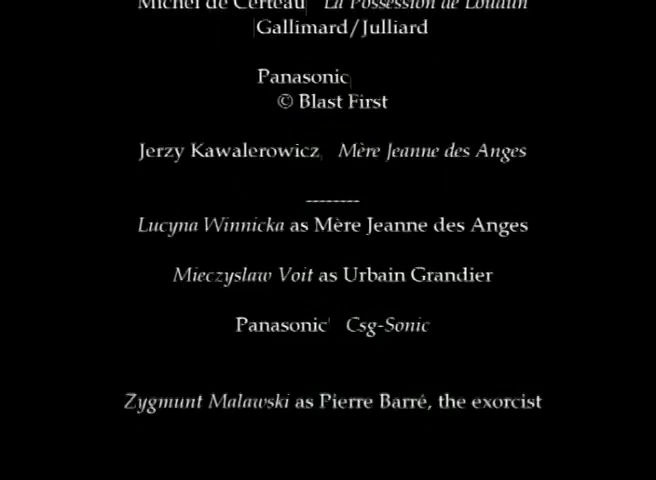 Michel de Certeau La Possession de Loudun
Gallimard/Julliard
Panasonic
© Blast First
Jerzy Kawalerowicz Mère Jeanne des Anges
--------
Lucyna Winnicka as Mère Jeanne des Anges
Mieczyslaw Voit as Urbain Grandier
Panasonic' Csg-Sonic
Zygmunt Malawski as Pierre Barré, the exorcist